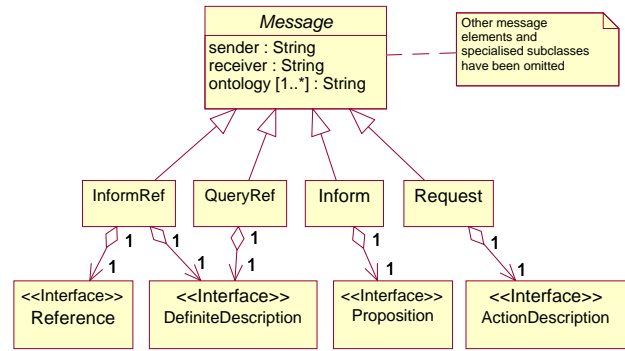 Message
sender : String
receiver : String
ontology [1..*] : String
Other message
elements and
specialised subclasses
have been omitted
InformRef
QueryRef
Inform
Request
1
1
1
1
1
1
1
1
1
1
<<Interface>>
Reference
<<Interface>>
DefiniteDescription
<<Interface>>
Proposition
<<Interface>>
ActionDescription